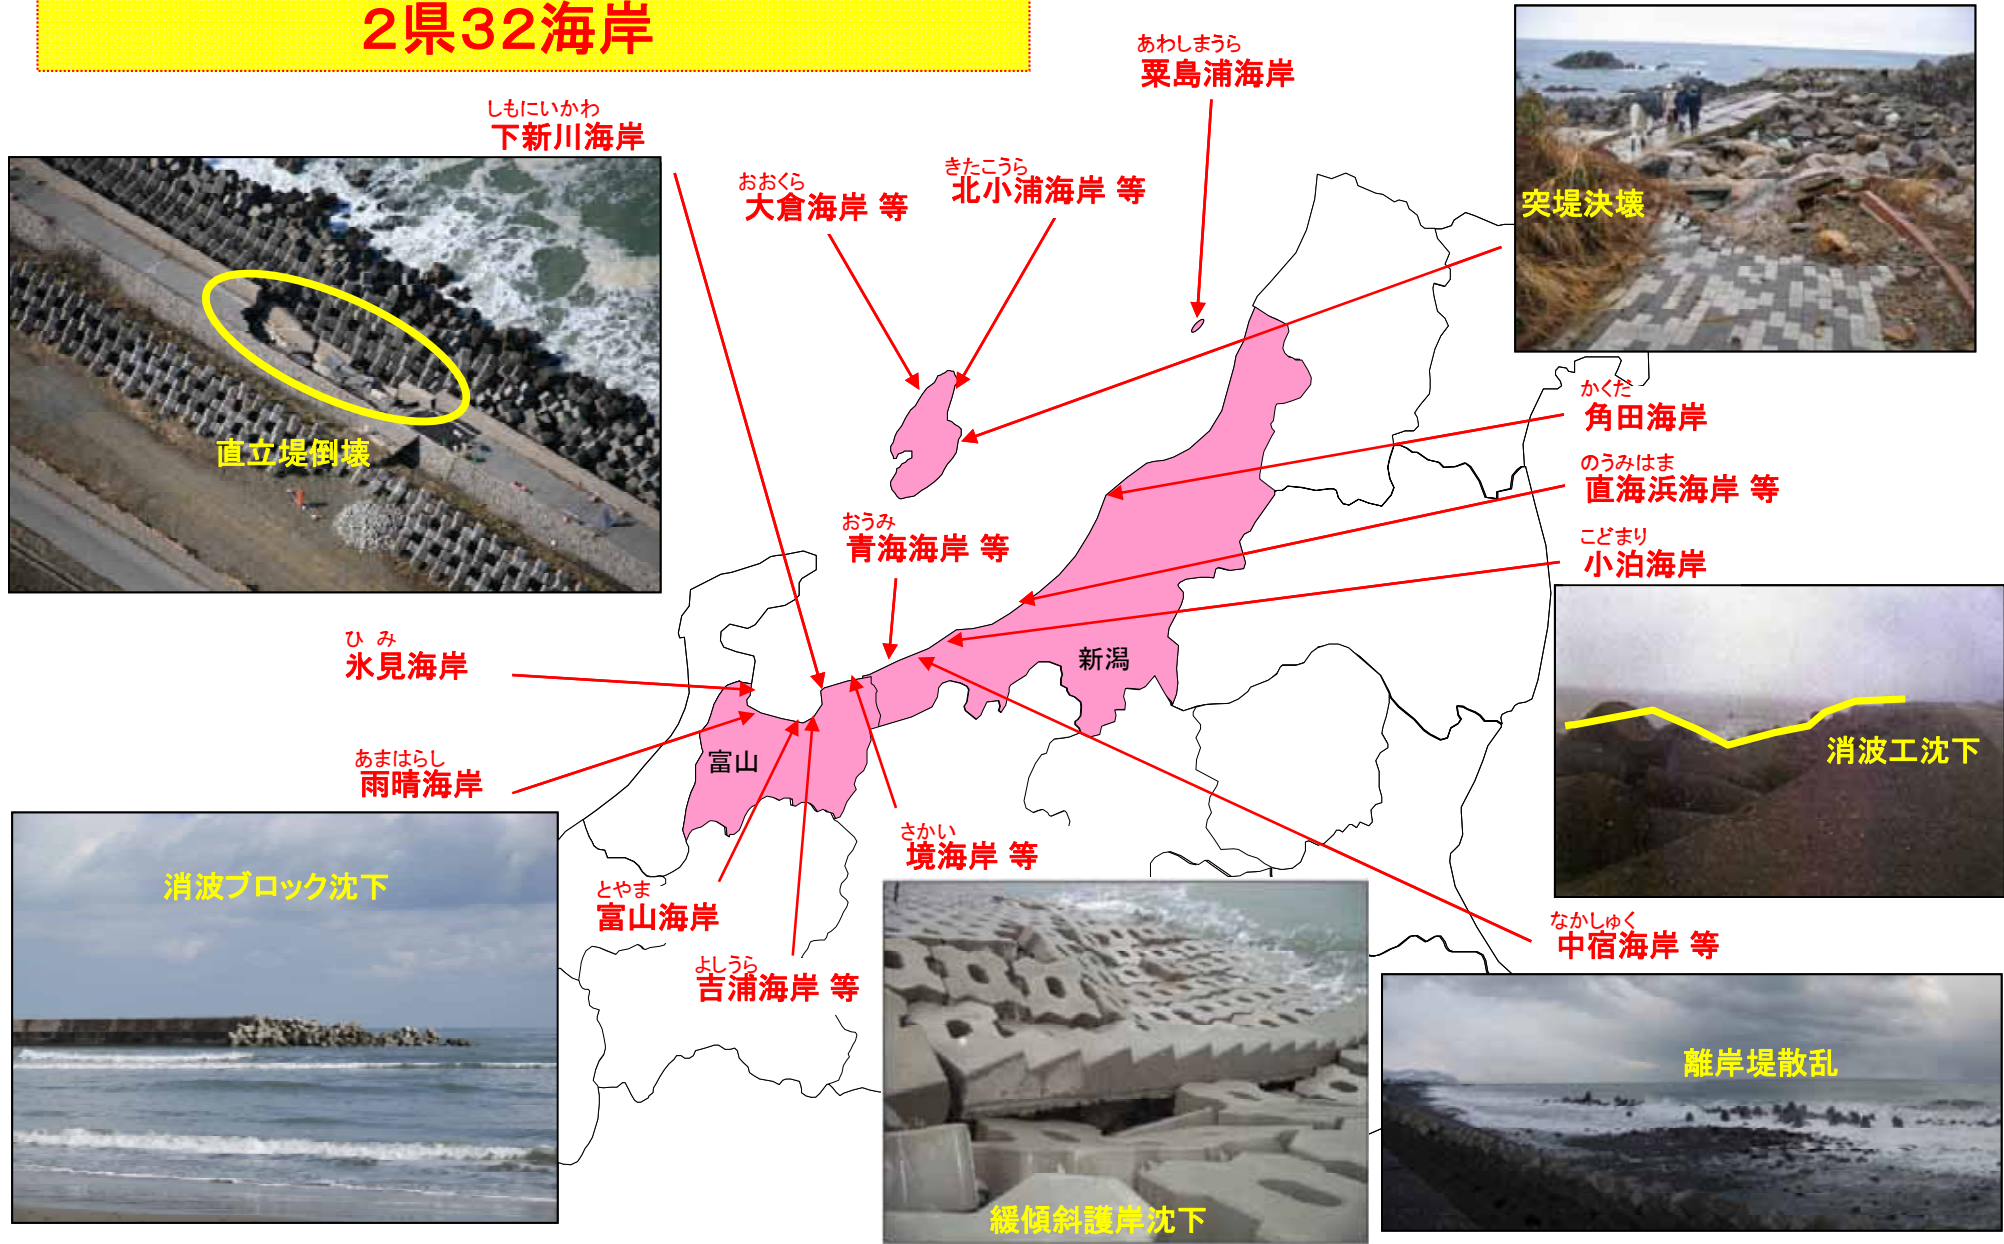 2県32海岸
あわしまうら
粟島浦海岸
しもにいかわ
下新川海岸
おおくら
大倉海岸 等
きたこうら
北小浦海岸 等
突堤決壊
直立堤倒壊
かくだ
角田海岸
のうみはま
直海浜海岸 等
おうみ
青海海岸 等
こどまり
小泊海岸
ひ み
氷見海岸
新潟
富山
あまはらし
雨晴海岸
消波工沈下
さかい
境海岸 等
消波ブロック沈下
とやま
富山海岸
なかしゅく
中宿海岸 等
よしうら
吉浦海岸 等
離岸堤散乱
緩傾斜護岸沈下